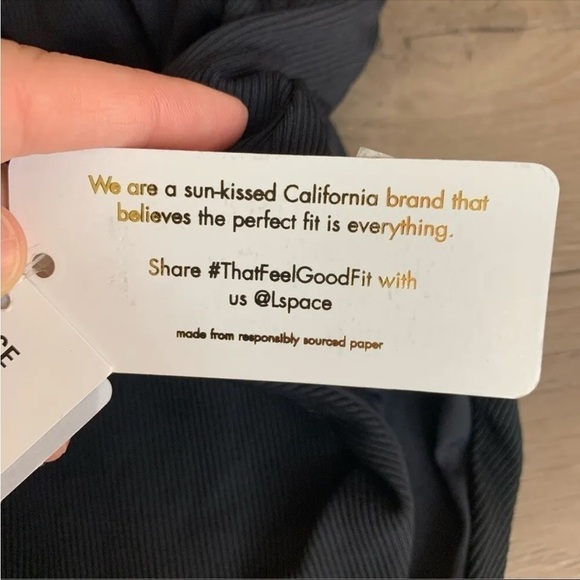 We are a sun-kissed California brand that
believes the perfect fit is everything.
Share #ThatFeelGoodFit with
us @Lspace
made from responsibly sourced paper
CE